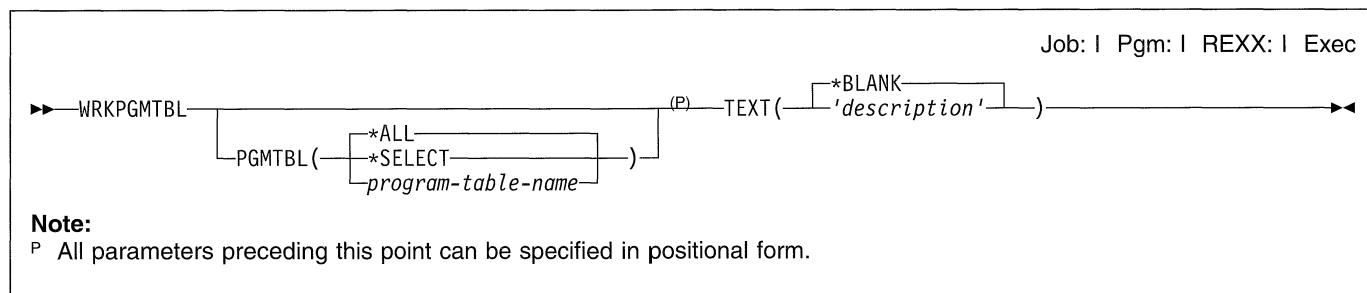 Job: I Pgm: I REXX: I Exec
*BLANK
WRKPGMTBL (P) TEXT( 'description' )
*ALL
PGMTBL( *SELECT )
program-table-name
Note:
P All parameters preceding this point can be specified in positional form.